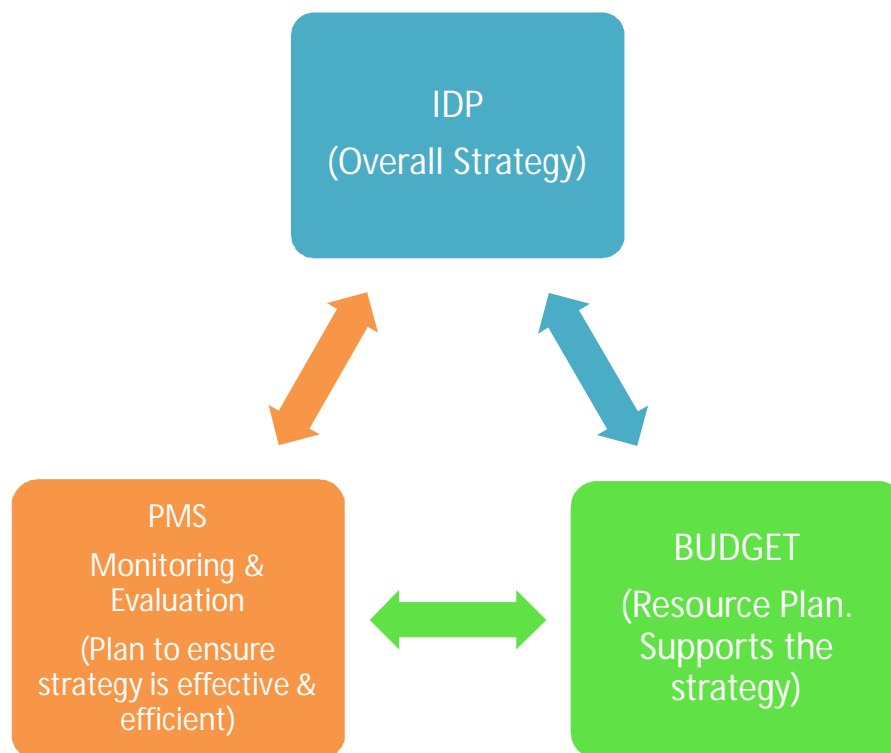 IDP
(Overall Strategy)
PMS
Monitoring &
Evaluation
(Plan to ensure
strategy is effective &
efficient)
BUDGET
(Resource Plan.
Supports the
strategy)